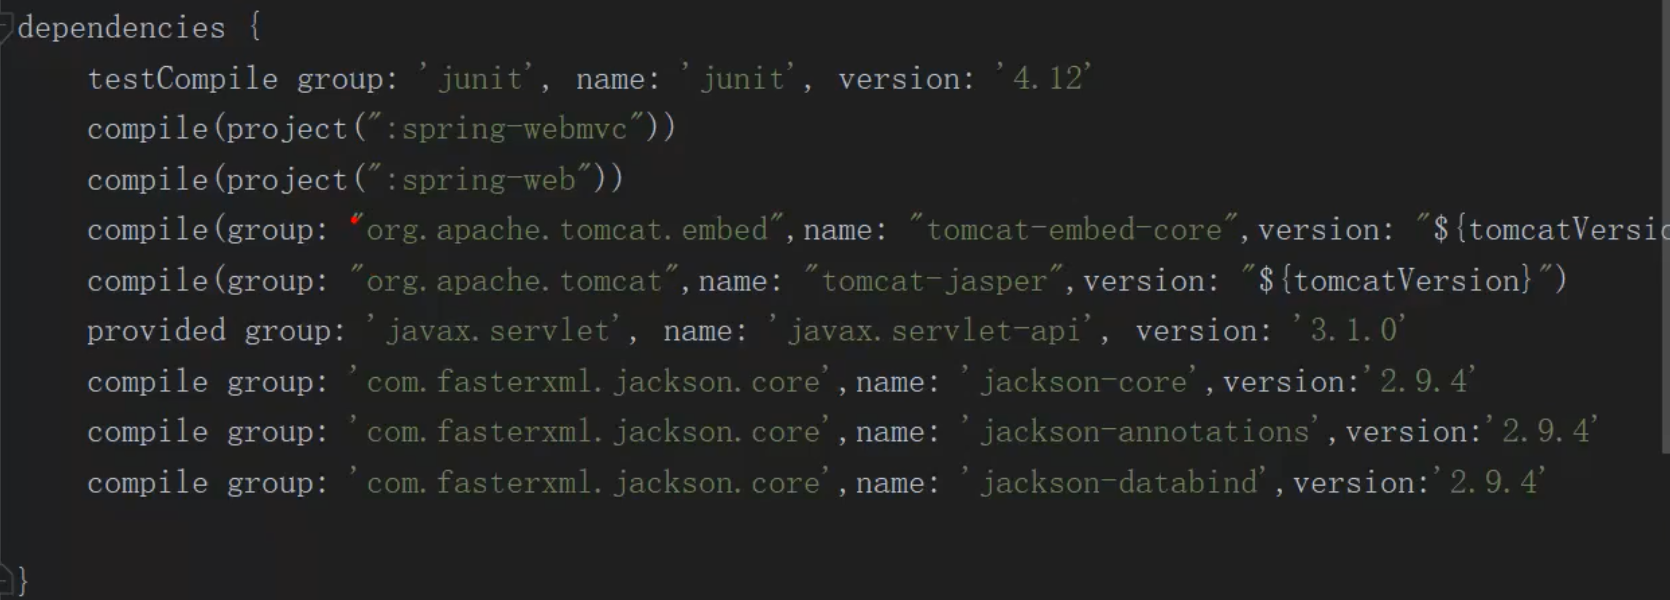 dependencies {
    testCompile group: 'junit', name: 'junit', version: '4.12'
    compile(project(":spring-webmvc"))
    compile(project(":spring-web"))
    compile(group: "org.apache.tomcat.embed",name: "tomcat-embed-core",version: "${tomcatVersio
    compile(group: "org.apache.tomcat",name: "tomcat-jasper",version: "${tomcatVersion}")
    provided group: 'javax.servlet', name: 'javax.servlet-api', version: '3.1.0'
    compile group: 'com.fasterxml.jackson.core',name: 'jackson-core',version:'2.9.4'
    compile group: 'com.fasterxml.jackson.core',name: 'jackson-annotations',version:'2.9.4'
    compile group: 'com.fasterxml.jackson.core',name: 'jackson-databind',version:'2.9.4'
}